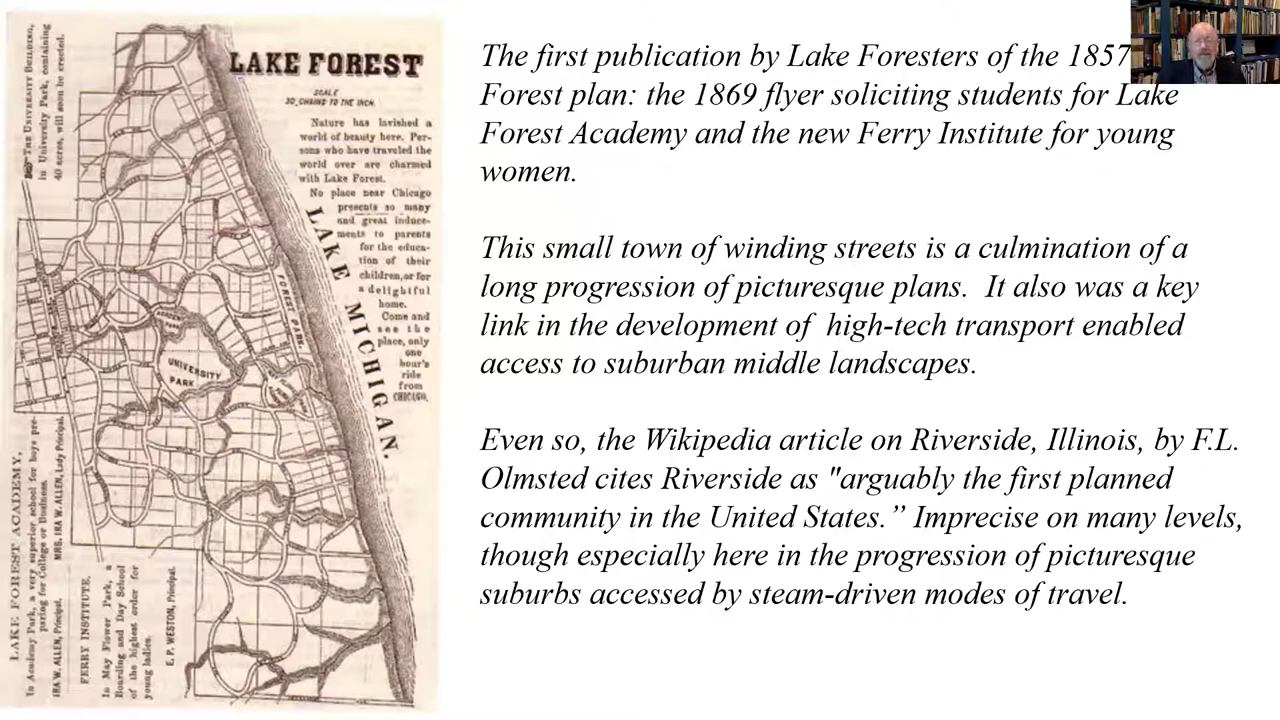 LAKE FOREST
SCALE
30 CHAINS TO THE INCH.
Nature has lavished a
world of beauty here. Per-
sons who have traveled the
world over are charmed
with Lake Forest.
No place near Chicago
presents so many
and great induce-
ments to parents
for the educa-
tion of their
children, or for
a delightful
home.
Come and
see the
place, only
one
hour's
ride
from
CHICAGO.
LAKE MICHIGAN.
FOREST PARK.
ACADEMY
PARK
UNIVERSITY
PARK
THE UNIVERSITY BUILDING,
in University Park, containing
40 acres, will soon be erected.
LAKE FOREST ACADEMY,
In Academy Park, a very superior school for boys pre-
paring for College or Business.
IRA W. ALLEN, Principal. MRS. IRA W. ALLEN, Lady Principal.
FERRY INSTITUTE.
In May Flower Park, a
Boarding and Day School
of the highest order for
young ladies.
E. P. WESTON, Principal.
The first publication by Lake Foresters of the 1857
Forest plan: the 1869 flyer soliciting students for Lake
Forest Academy and the new Ferry Institute for young
women.
This small town of winding streets is a culmination of a
long progression of picturesque plans. It also was a key
link in the development of high-tech transport enabled
access to suburban middle landscapes.
Even so, the Wikipedia article on Riverside, Illinois, by F.L.
Olmsted cites Riverside as "arguably the first planned
community in the United States.” Imprecise on many levels,
though especially here in the progression of picturesque
suburbs accessed by steam-driven modes of travel.